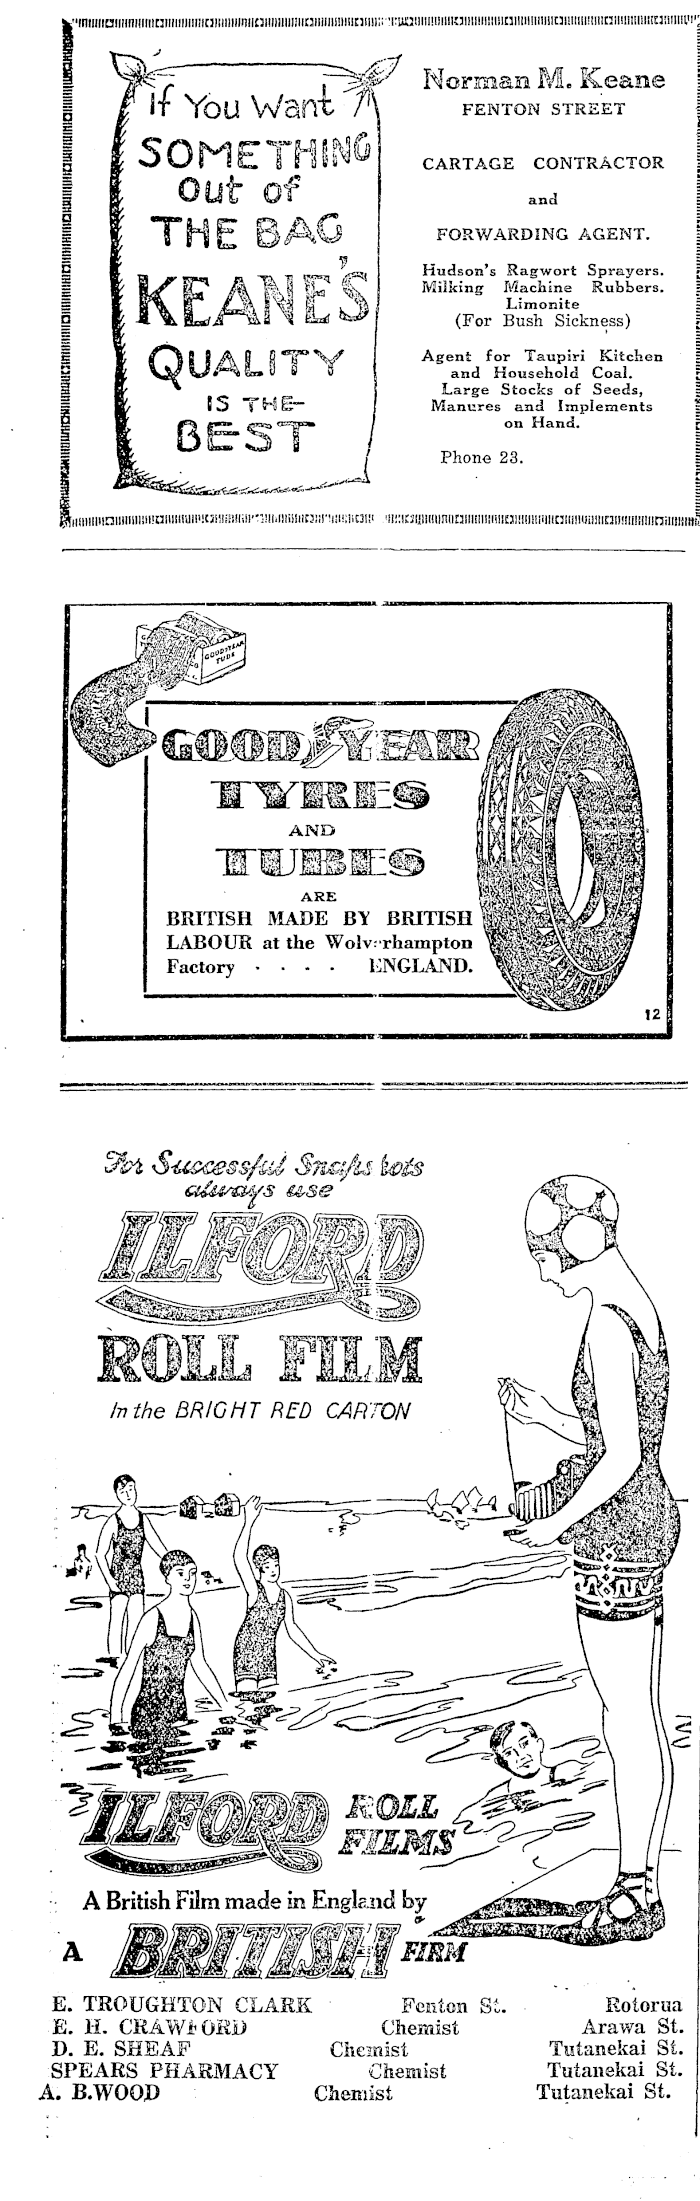 If You Want
SOMETHING
Out of
THE BAG
KEANE'S
QUALITY
IS THE
BEST
Norman M. Keane
FENTON STREET
CARTAGE CONTRACTOR
and
FORWARDING AGENT.
Hudson's Ragwort Sprayers.
Milking Machine Rubbers.
Limonite
(For Bush Sickness)
Agent for Taupiri Kitchen
and Household Coal.
Large Stocks of Seeds,
Manures and Implements
on Hand.
Phone 23.
GOODYEAR
TUBE
GOODYEAR
TYRES
AND
TUBES
ARE
BRITISH MADE BY BRITISH
LABOUR at the Wolverhampton
Factory . . . . ENGLAND.
12
For Successful Snapshots
always use
ILFORD
ROLL FILM
In the BRIGHT RED CARTON
ILFORD ROLL
FILMS
A British Film made in England by
A BRITISH FIRM
E. TROUGHTON CLARK Fenton St. Rotorua
E. H. CRAWFORD Chemist Arawa St.
D. E. SHEAF Chemist Tutanekai St.
SPEARS PHARMACY Chemist Tutanekai St.
A. B. WOOD Chemist Tutanekai St.